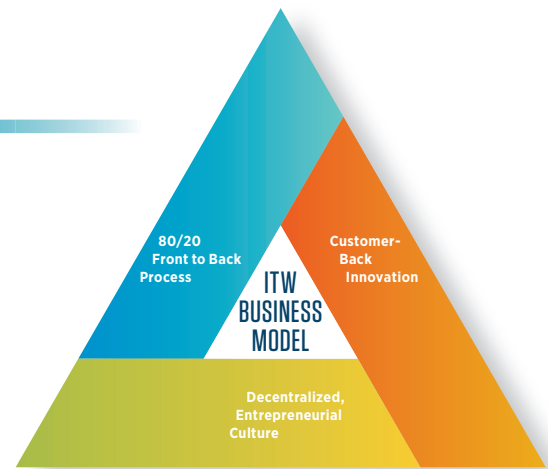 80/20
Front to Back
Process
Customer-
Back
Innovation
ITW
BUSINESS
MODEL
Decentralized,
Entrepreneurial
Culture